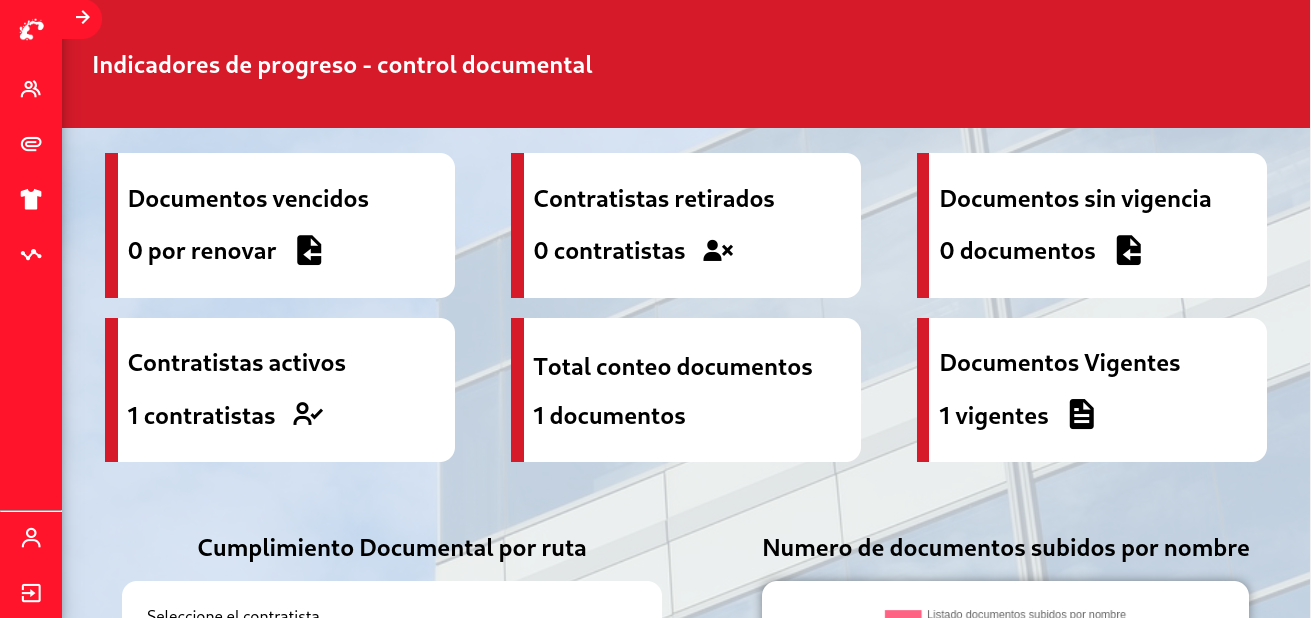 Indicadores de progreso - control documental
Documentos vencidos
0 por renovar
Contratistas retirados
0 contratistas
Documentos sin vigencia
0 documentos
Contratistas activos
1 contratistas
Total conteo documentos
1 documentos
Documentos Vigentes
1 vigentes
Cumplimiento Documental por ruta
Seleccione el contratista
Numero de documentos subidos por nombre
Listado documentos subidos por nombre